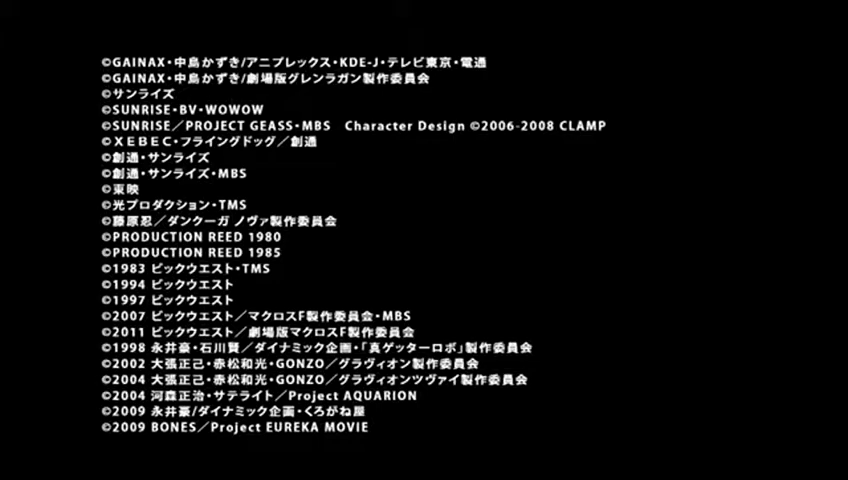 ©GAINAX・中島かずき/アニプレックス・KDE-J・テレビ東京・電通
©GAINAX・中島かずき/劇場版グレンラガン製作委員会
©サンライズ
©SUNRISE・BV・WOWOW
©SUNRISE／PROJECT GEASS・MBS　Character Design ©2006-2008 CLAMP
©ＸＥＢＥＣ・フライングドッグ／創通
©創通・サンライズ
©創通・サンライズ・MBS
©東映
©光プロダクション・TMS
©藤原忍／ダンクーガ ノヴァ製作委員会
©PRODUCTION REED 1980
©PRODUCTION REED 1985
©1983 ビックウエスト・TMS
©1994 ビックウエスト
©1997 ビックウエスト
©2007 ビックウエスト／マクロスF製作委員会・MBS
©2011 ビックウエスト／劇場版マクロスF製作委員会
©1998 永井豪・石川賢／ダイナミック企画・「真ゲッターロボ」製作委員会
©2002 大張正己・赤松和光・GONZO／グラヴィオン製作委員会
©2004 大張正己・赤松和光・GONZO／グラヴィオンツヴァイ製作委員会
©2004 河森正治・サテライト／Project AQUARION
©2009 永井豪/ダイナミック企画・くろがね屋
©2009 BONES／Project EUREKA MOVIE